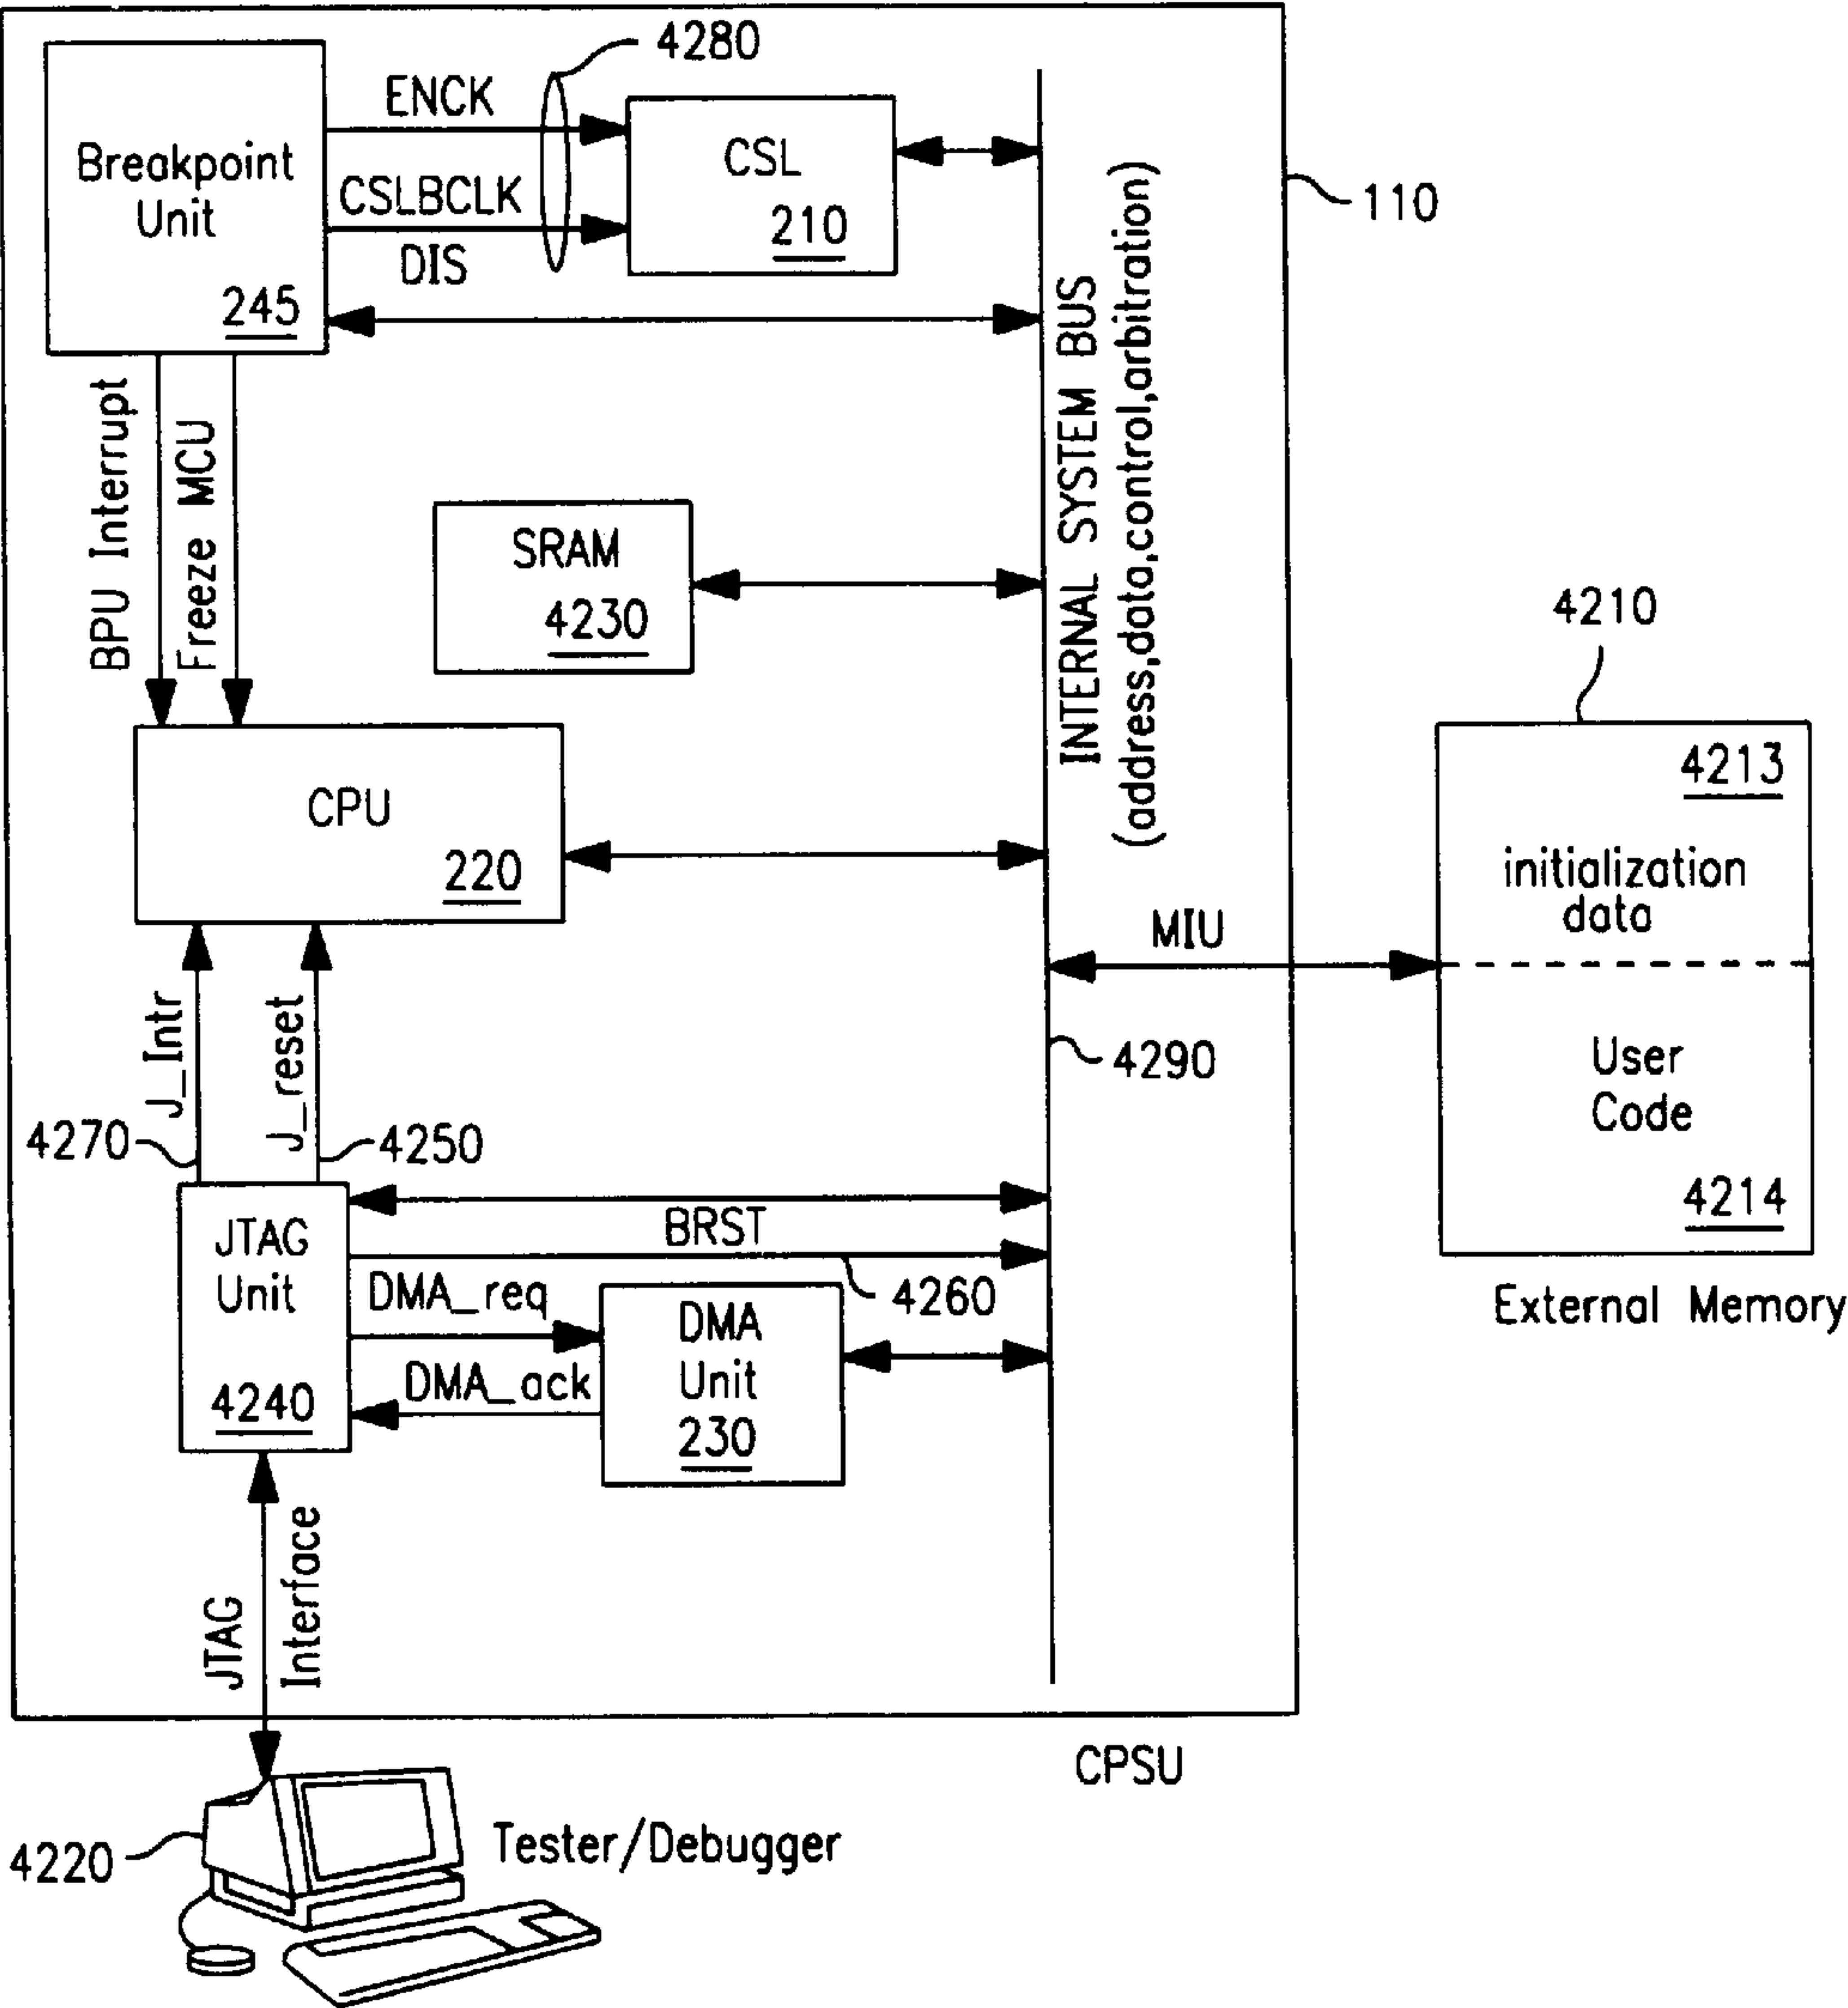 4280
ENCK
Breakpoint
Unit
245
CSLBCLK
DIS
CSL
210
110
INTERNAL SYSTEM BUS
(address,data,control,arbitration)
BPU Interrupt
Freeze MCU
SRAM
4230
4210
CPU
220
4213
initialization
data
MIU
User
Code
4214
External Memory
4290
J_Intr
J_reset
4270
4250
JTAG
Unit
4240
BRST
4260
DMA_req
DMA_ack
DMA
Unit
230
JTAG
Interface
CPSU
4220
Tester/Debugger